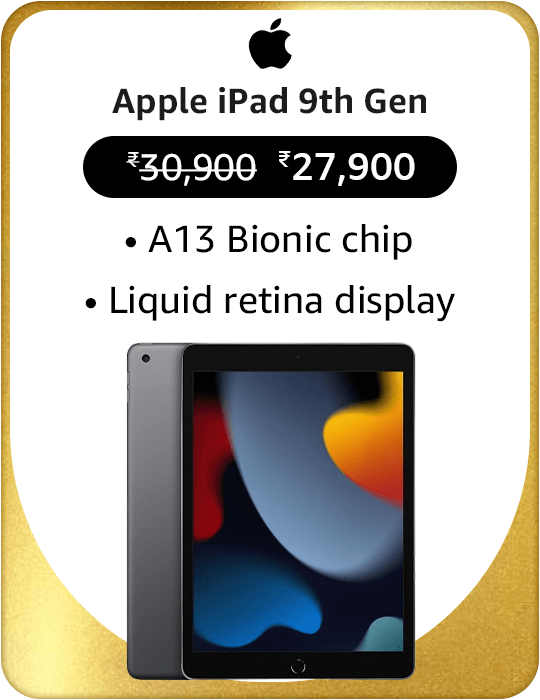 Apple iPad 9th Gen
₹30,900 ₹27,900
• A13 Bionic chip
• Liquid retina display